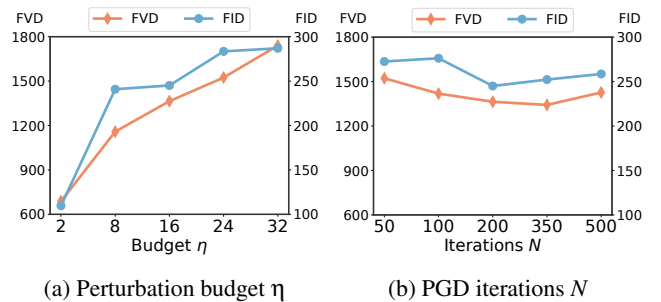 FVD FVD FID FID
1800 300
1500 250
1200 200
900 150
600 100
2 8 16 24 32
Budget η
(a) Perturbation budget η
FVD FVD FID FID
1800 300
1500 250
1200 200
900 150
600 100
50 100 200 350 500
Iterations N
(b) PGD iterations N